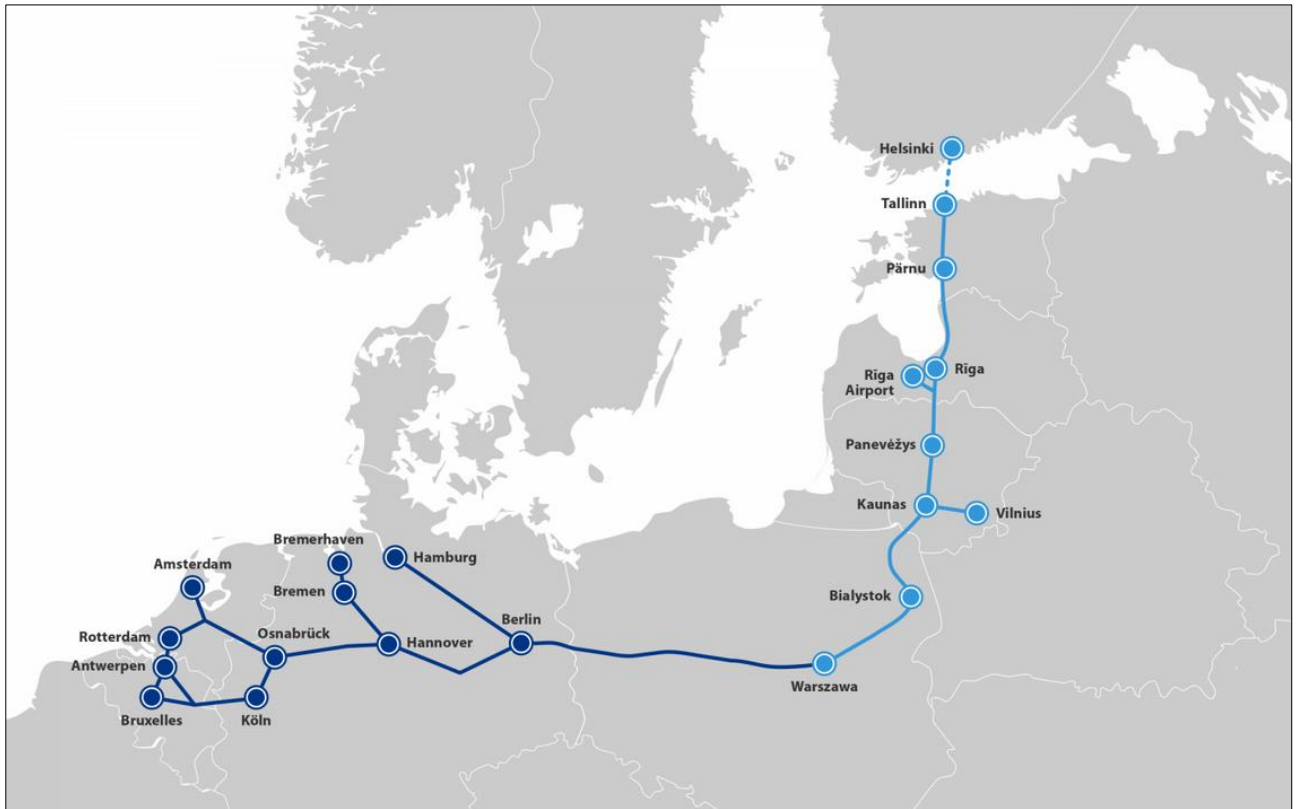 Helsinki
Tallinn
Pärnu
Rīga
Rīga
Airport
Panevėžys
Kaunas
Vilnius
Bremerhaven
Hamburg
Amsterdam
Bremen
Bialystok
Berlin
Rotterdam
Osnabrück
Hannover
Antwerpen
Warszawa
Bruxelles
Köln